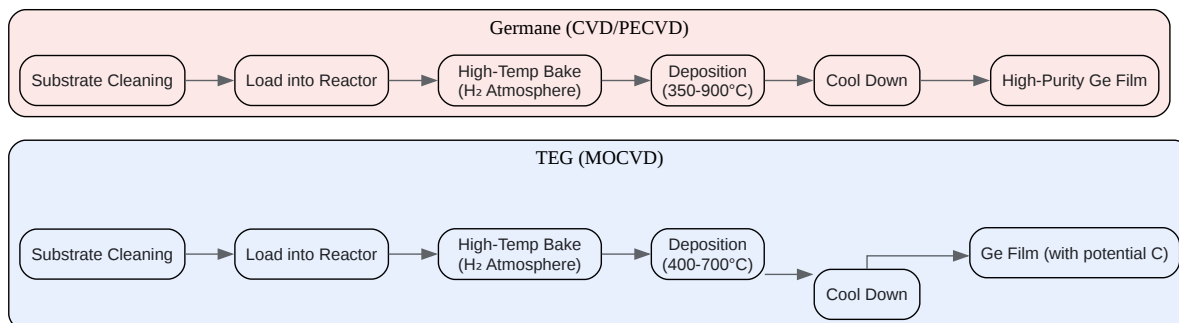 Germane (CVD/PECVD)
Substrate Cleaning
Load into Reactor
High-Temp Bake
(H₂ Atmosphere)
Deposition
(350-900°C)
Cool Down
High-Purity Ge Film
TEG (MOCVD)
Substrate Cleaning
Load into Reactor
High-Temp Bake
(H₂ Atmosphere)
Deposition
(400-700°C)
Cool Down
Ge Film (with potential C)